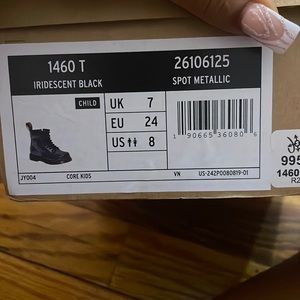 1460 T 26106125
IRIDESCENT BLACK SPOT METALLIC
CHILD
UK 7
EU 24
US 8
1 90665 36080 6
JY004 CORE KIDS VN US-242P0080819-01
995
1460
R2